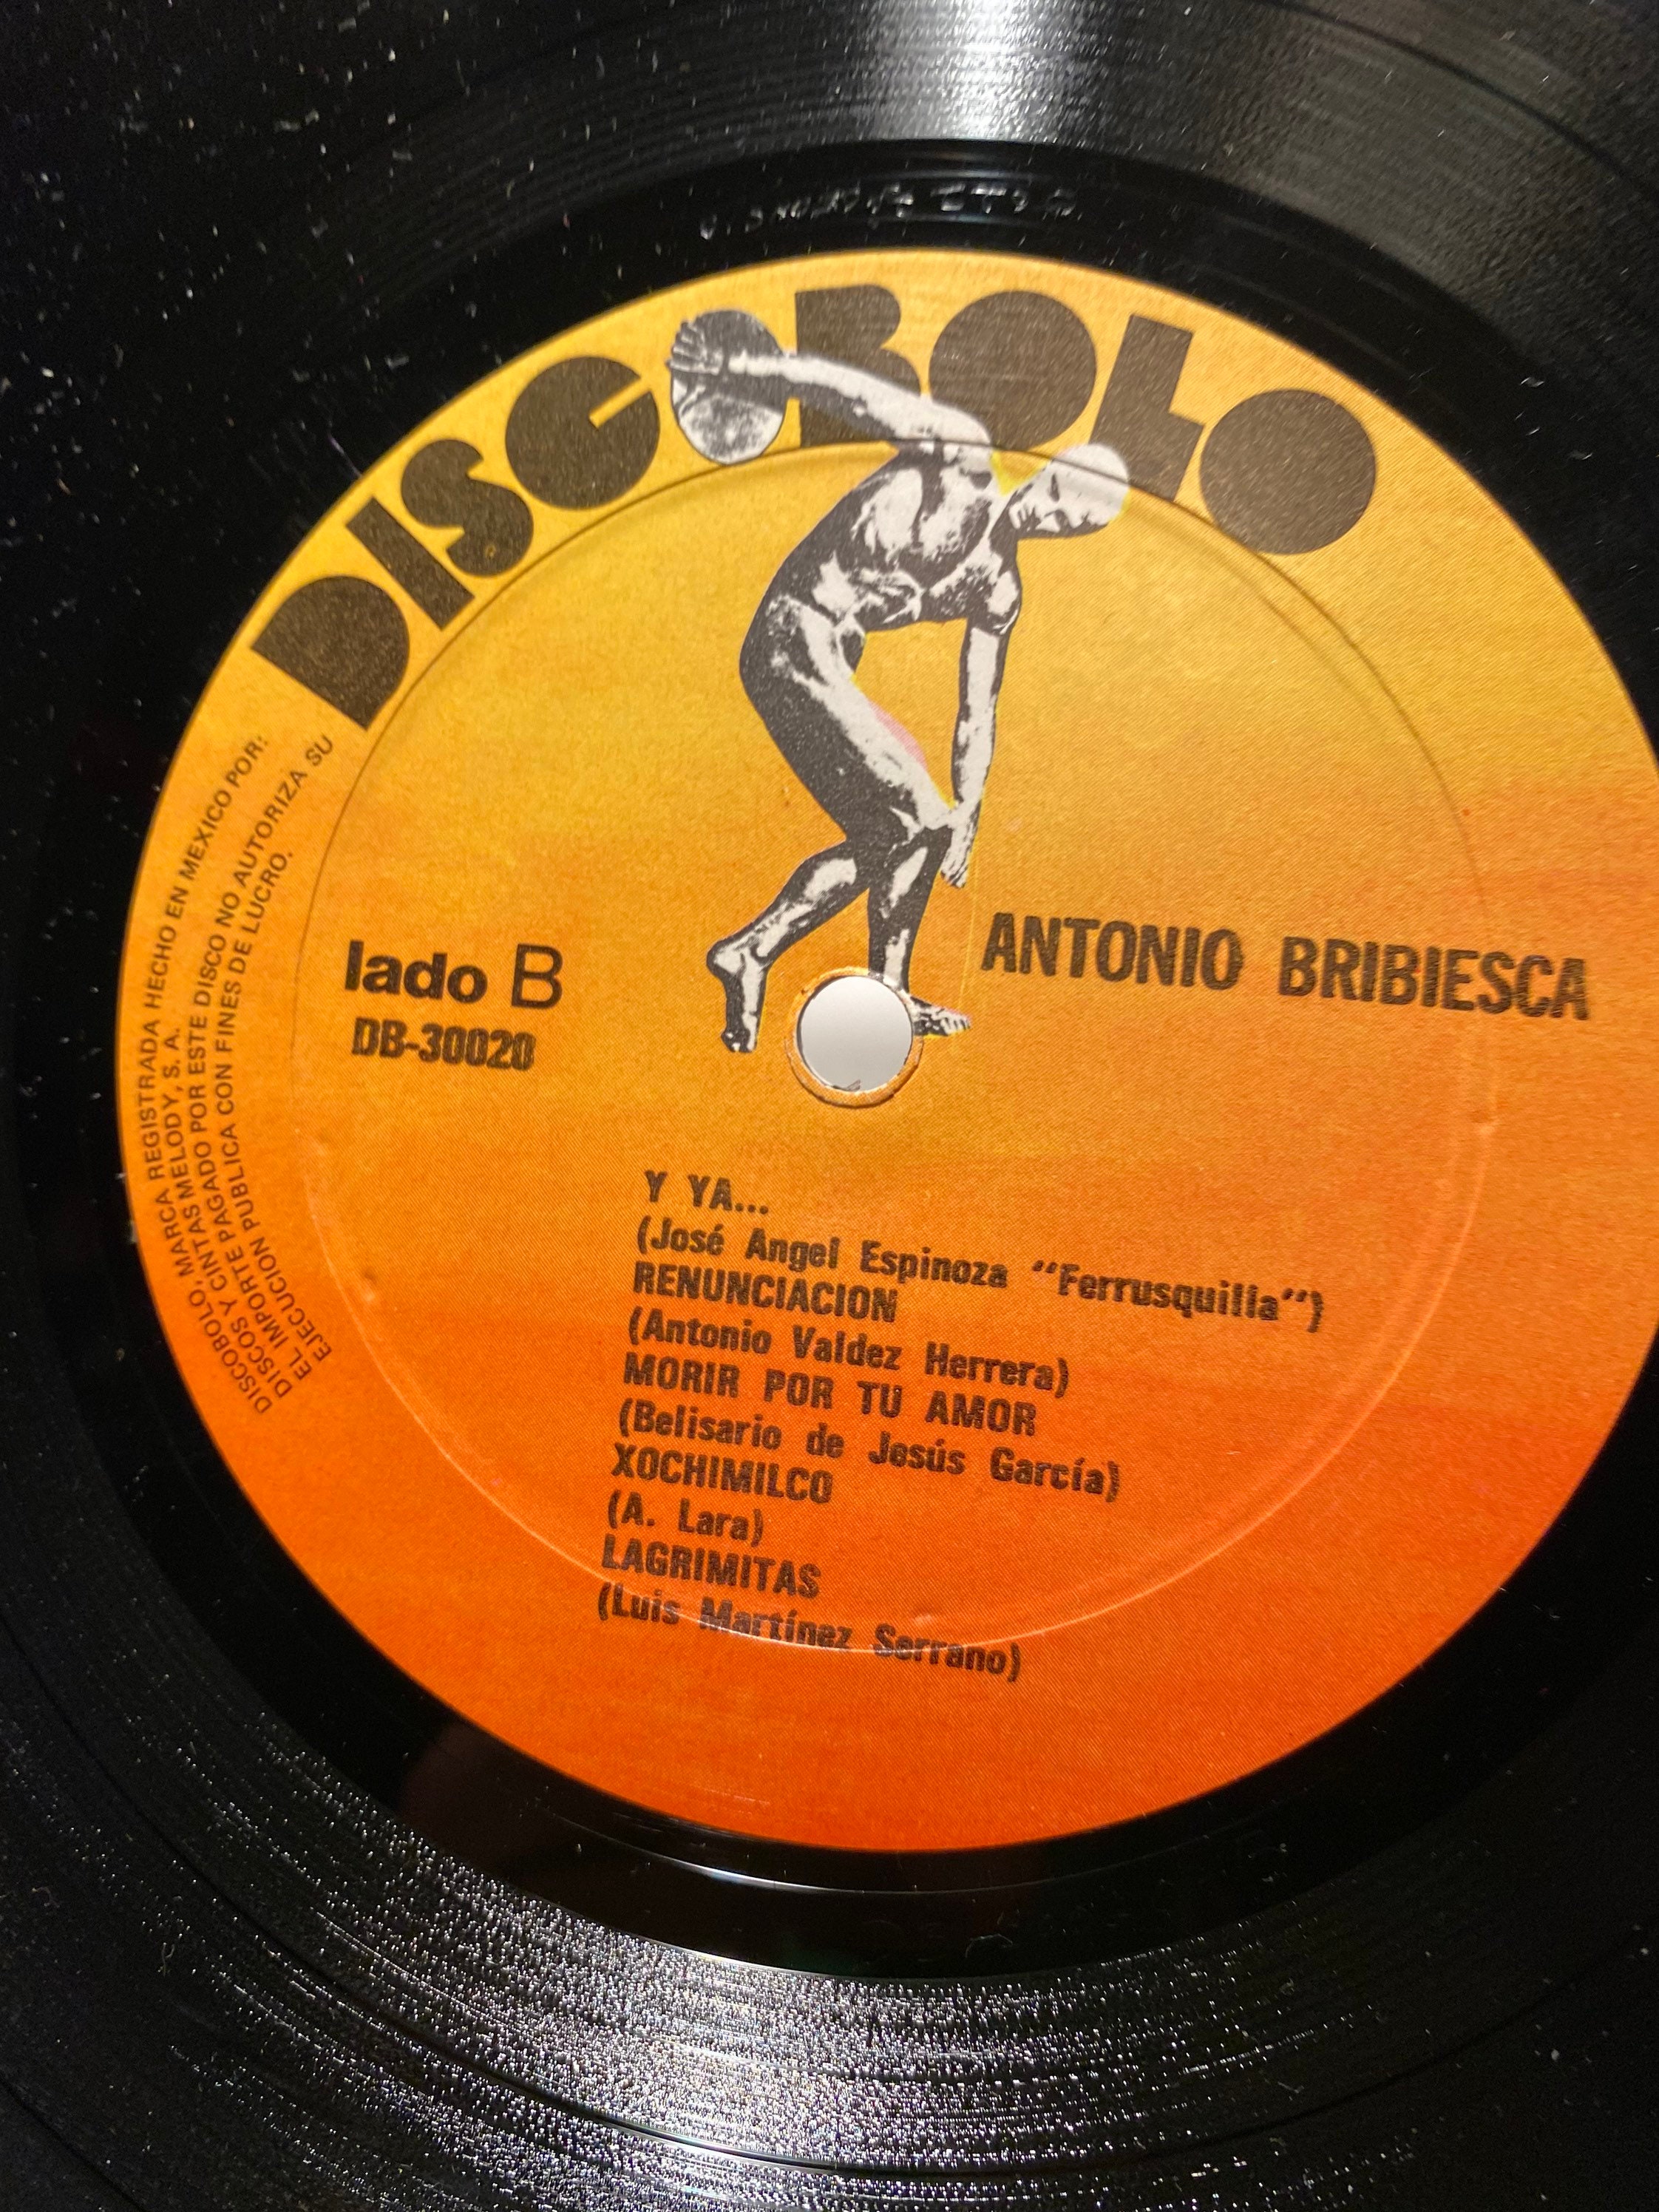 DISCOBOLO
ANTONIO BRIBIESCA
lado B
DB-30020
Y YA...
(José Angel Espinoza "Ferrusquilla")
RENUNCIACION
(Antonio Valdez Herrera)
MORIR POR TU AMOR
(Belisario de Jesús García)
XOCHIMILCO
(A. Lara)
LAGRIMITAS
(Luis Martínez Serrano)
DISCOBOLO, MARCA REGISTRADA HECHO EN MEXICO POR:
DISCOS Y CINTAS MELODY, S. A.
EL IMPORTE PAGADO POR ESTE DISCO NO AUTORIZA SU
EJECUCION PUBLICA CON FINES DE LUCRO.